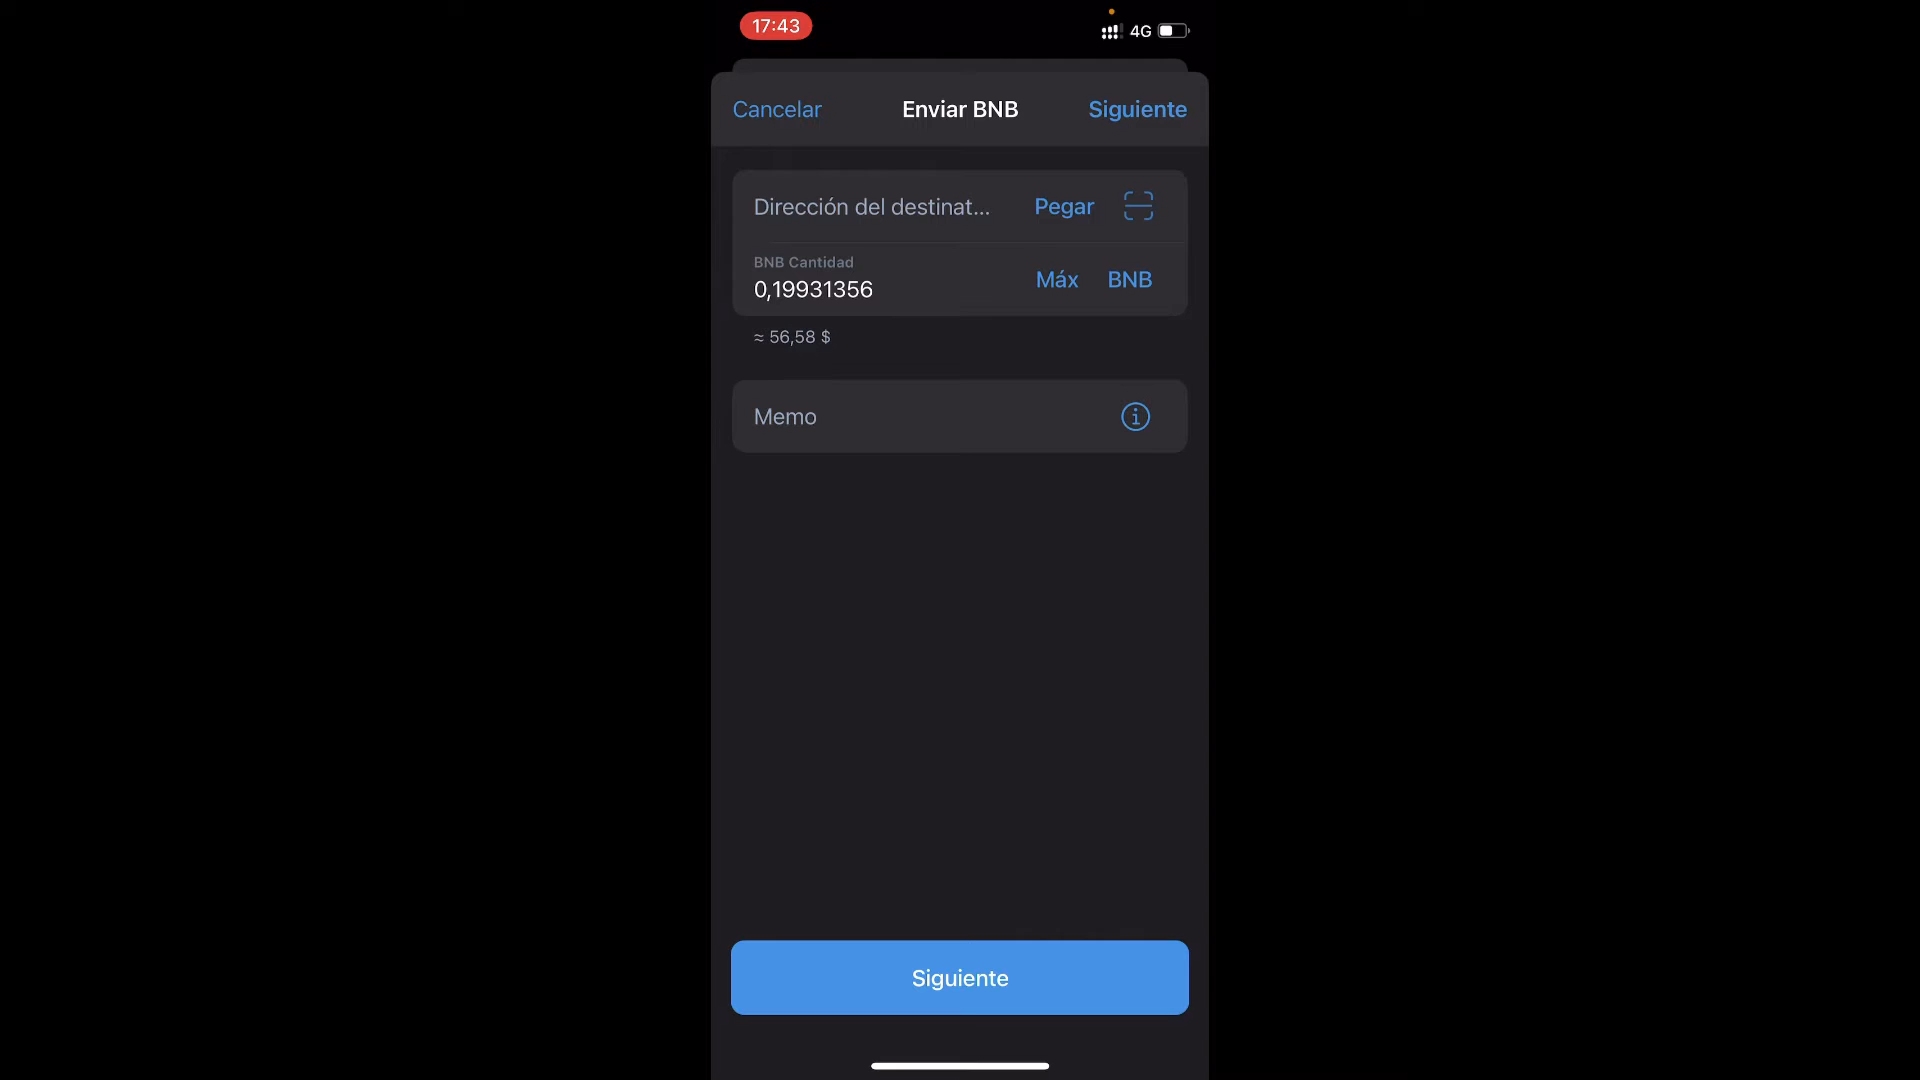 17:43
4G
Cancelar
Enviar BNB
Siguiente
Dirección del destinat...
Pegar
BNB Cantidad
0,19931356
Máx
BNB
≈ 56,58 $
Memo
Siguiente